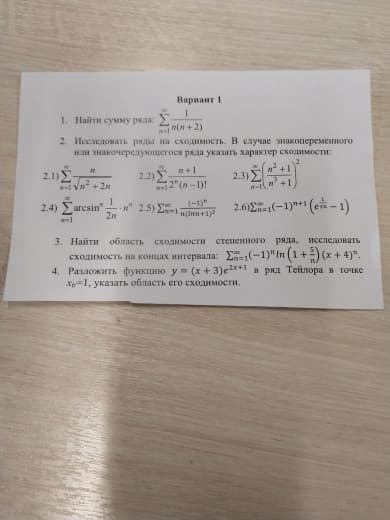 Вариант 1
1. Найти сумму ряда: $\sum_{n=1}^{\infty} \frac{1}{n(n+2)}$
2. Исследовать ряды на сходимость. В случае знакопеременного
или знакочередующегося ряда указать характер сходимости:
2.1) $\sum_{n=1}^{\infty} \frac{n}{\sqrt{n^2+2n}}$ 2.2) $\sum_{n=1}^{\infty} \frac{n+1}{2^n(n-1)!}$ 2.3) $\sum_{n=1}^{\infty} \left(\frac{n^2+1}{n^3+1}\right)^2$
2.4) $\sum_{n=1}^{\infty} \arcsin^n \frac{1}{2n} \cdot n^n$ 2.5) $\sum_{n=1}^{\infty} \frac{(-1)^n}{n(\ln n+1)^2}$ 2.6) $\sum_{n=1}^{\infty} (-1)^{n+1} \left(e^{\frac{1}{2n}} - 1\right)$
3. Найти область сходимости степенного ряда, исследовать
сходимость на концах интервала: $\sum_{n=1}^{\infty} (-1)^n \ln\left(1+\frac{5}{n}\right)(x+4)^n$.
4. Разложить функцию $y = (x+3)e^{2x+1}$ в ряд Тейлора в точке
$x_0=1$, указать область его сходимости.